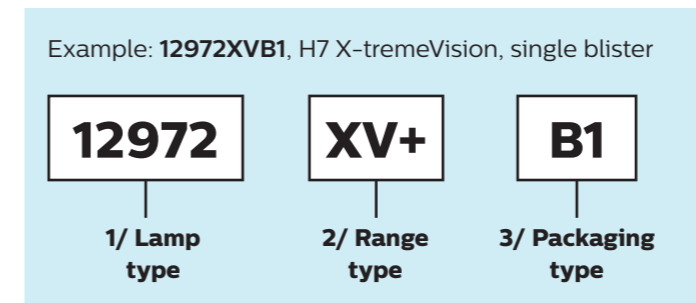 Example: 12972XVB1, H7 X-tremeVision, single blister
12972 XV+ B1
1/ Lamp 2/ Range 3/ Packaging
type type type